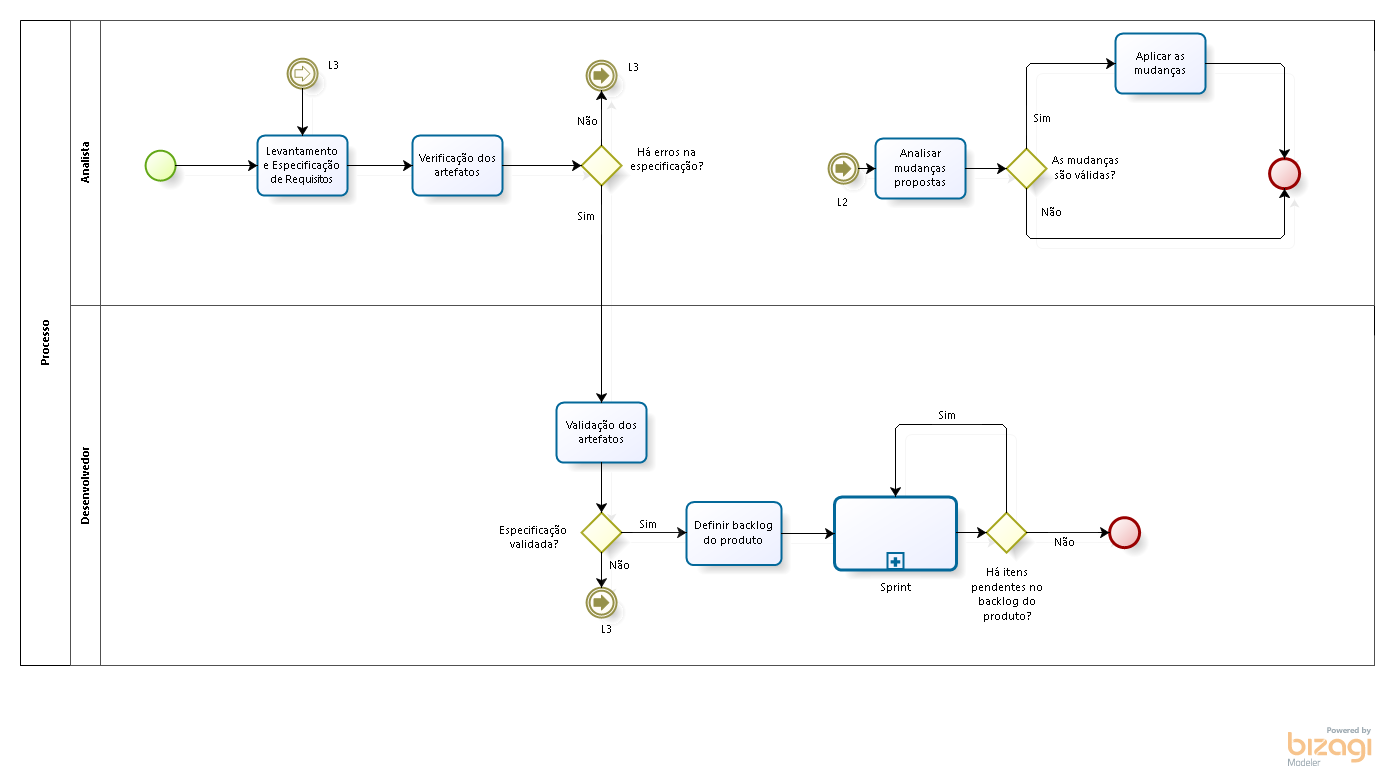 Processo
Analista
L3
Levantamento
e Especificação
de Requisitos
Verificação dos
artefatos
L3
Não
Há erros na
especificação?
Sim
L2
Analisar
mudanças
propostas
As mudanças
são válidas?
Sim
Aplicar as
mudanças
Não
Desenvolvedor
Validação dos
artefatos
Especificação
validada?
Sim
Não
L3
Definir backlog
do produto
Sprint
Sim
Há itens
pendentes no
backlog do
produto?
Não
Powered by
bizagi
Modeler